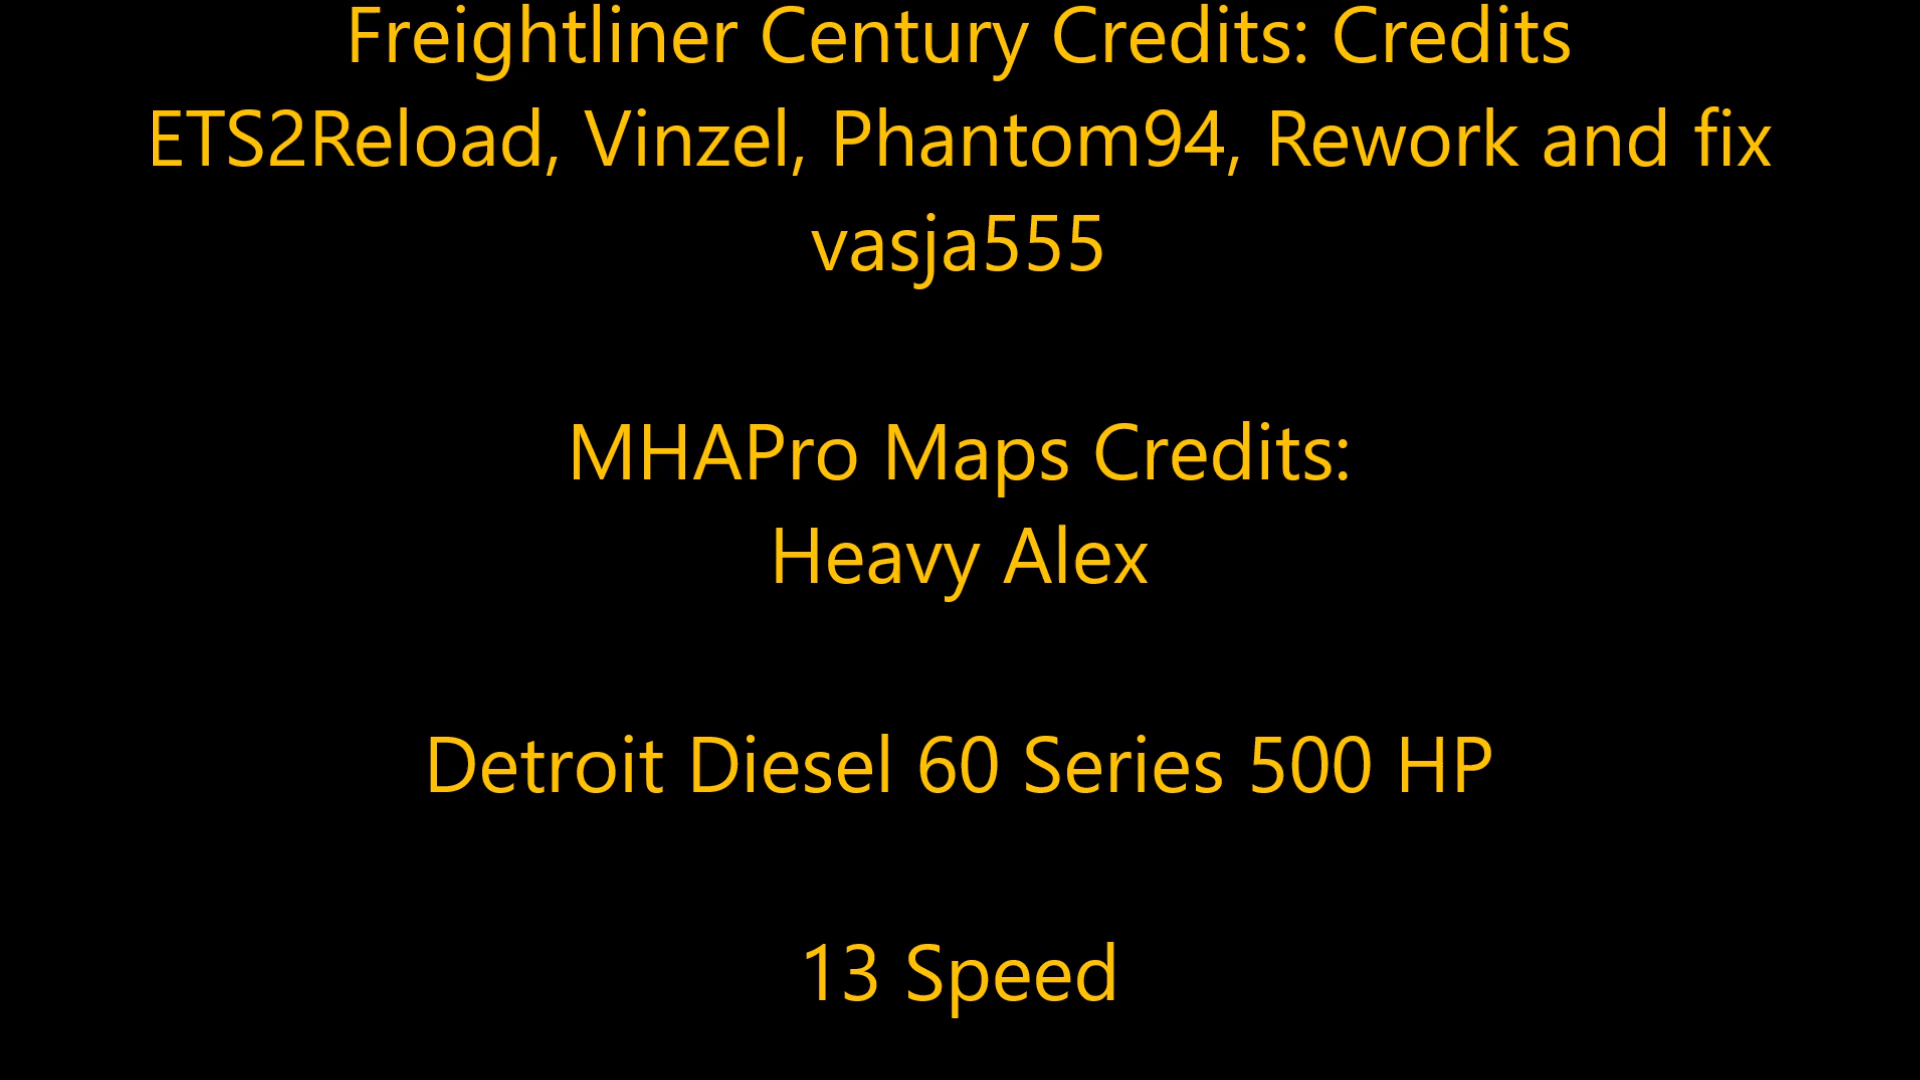 Freightliner Century Credits: Credits
ETS2Reload, Vinzel, Phantom94, Rework and fix
vasja555
MHAPro Maps Credits:
Heavy Alex
Detroit Diesel 60 Series 500 HP
13 Speed